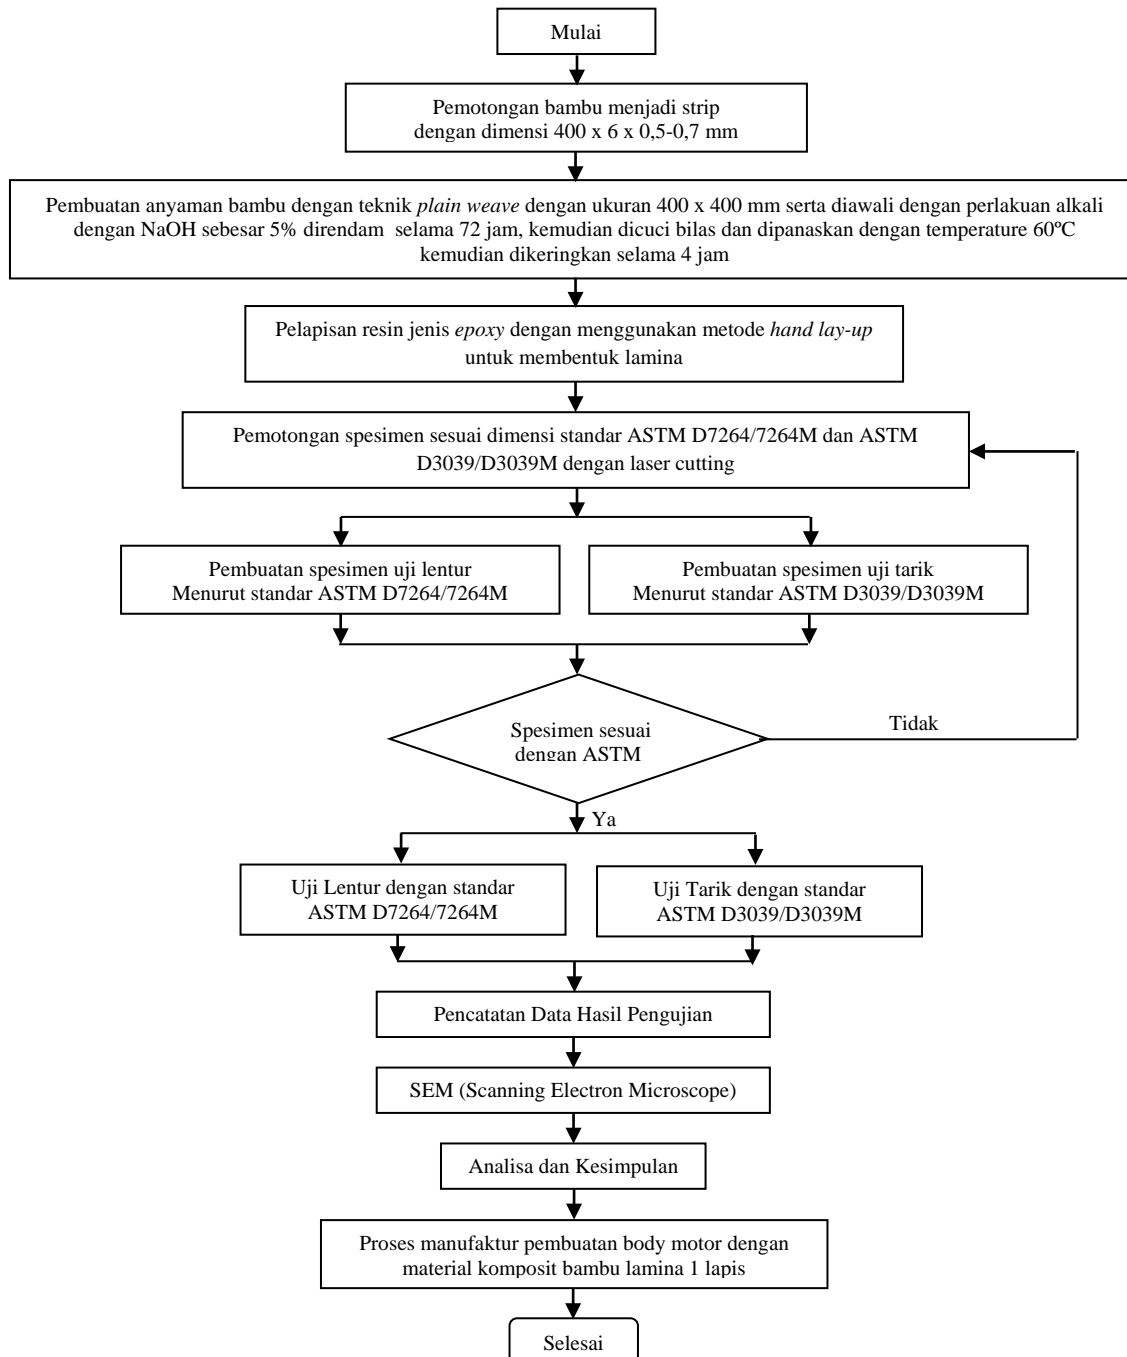 Mulai
Pemotongan bambu menjadi strip
dengan dimensi 400 x 6 x 0,5-0,7 mm
Pembuatan anyaman bambu dengan teknik plain weave dengan ukuran 400 x 400 mm serta diawali dengan perlakuan alkali
dengan NaOH sebesar 5% direndam selama 72 jam, kemudian dicuci bilas dan dipanaskan dengan temperature 60ºC
kemudian dikeringkan selama 4 jam
Pelapisan resin jenis epoxy dengan menggunakan metode hand lay-up
untuk membentuk lamina
Pemotongan spesimen sesuai dimensi standar ASTM D7264/7264M dan ASTM
D3039/D3039M dengan laser cutting
Pembuatan spesimen uji lentur
Menurut standar ASTM D7264/7264M
Pembuatan spesimen uji tarik
Menurut standar ASTM D3039/D3039M
Spesimen sesuai
dengan ASTM
Tidak
Ya
Uji Lentur dengan standar
ASTM D7264/7264M
Uji Tarik dengan standar
ASTM D3039/D3039M
Pencatatan Data Hasil Pengujian
SEM (Scanning Electron Microscope)
Analisa dan Kesimpulan
Proses manufaktur pembuatan body motor dengan
material komposit bambu lamina 1 lapis
Selesai